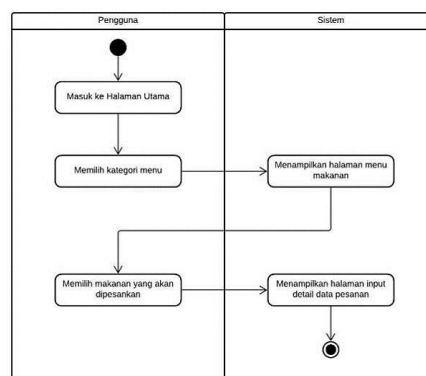 Pengguna
Sistem
Masuk ke Halaman Utama
Memilih kategori menu
Menampilkan halaman menu
makanan
Memilih makanan yang akan
dipesankan
Menampilkan halaman input
detail data pesanan